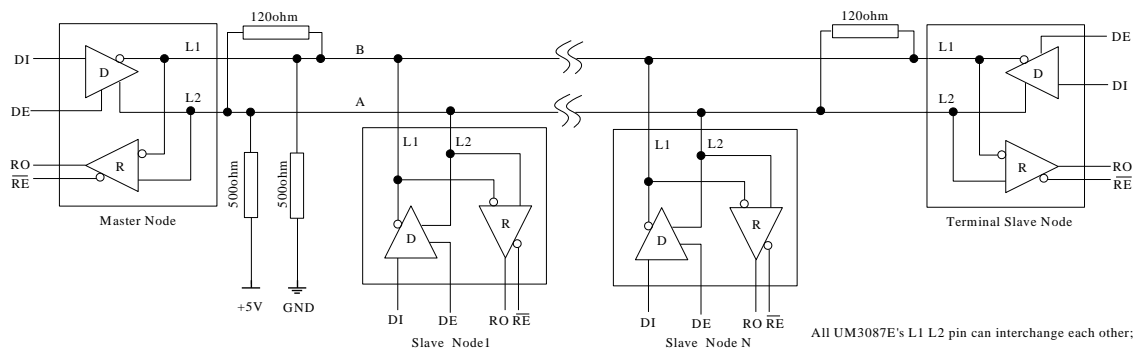 120ohm
120ohm
L1
B
L1
DE
DI
D
D
DI
L2
A
L2
DE
L1
L2
L1
L2
RO
R
R
RO
RE
RE
500ohm
500ohm
Master Node
Terminal Slave Node
D
R
D
R
+5V
GND
DI
DE
RO
RE
DI
DE
RO
RE
Slave Node1
Slave Node N
All UM3087E's L1 L2 pin can interchange each other;